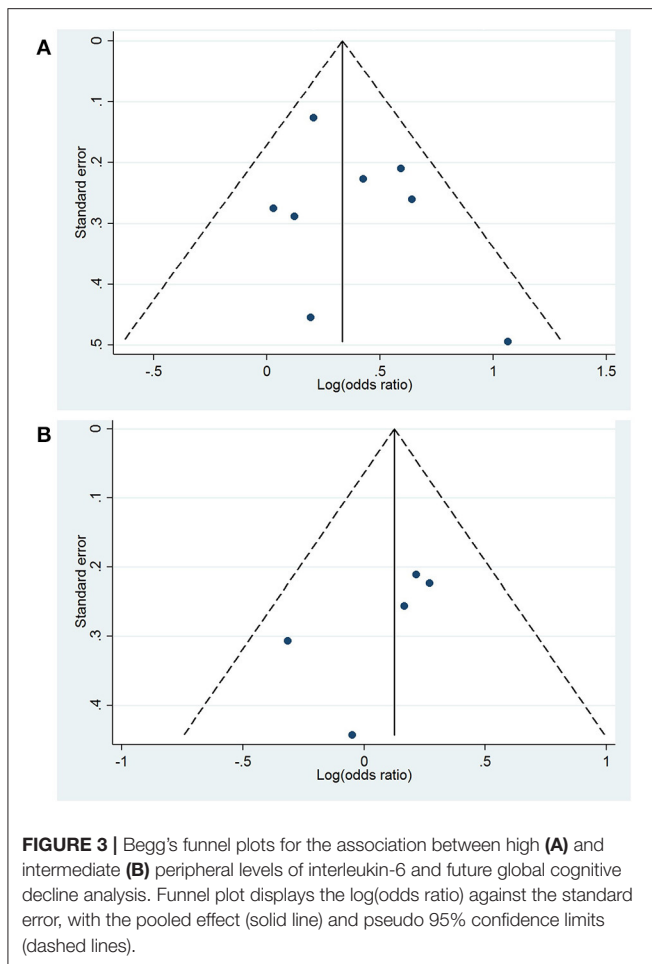 A
0
.1
.2
.3
.4
.5
Standard error
-.5
0
.5
1
1.5
Log(odds ratio)
B
0
.1
.2
.3
.4
Standard error
-1
-.5
0
.5
1
Log(odds ratio)
FIGURE 3 | Begg's funnel plots for the association between high (A) and
intermediate (B) peripheral levels of interleukin-6 and future global cognitive
decline analysis. Funnel plot displays the log(odds ratio) against the standard
error, with the pooled effect (solid line) and pseudo 95% confidence limits
(dashed lines).